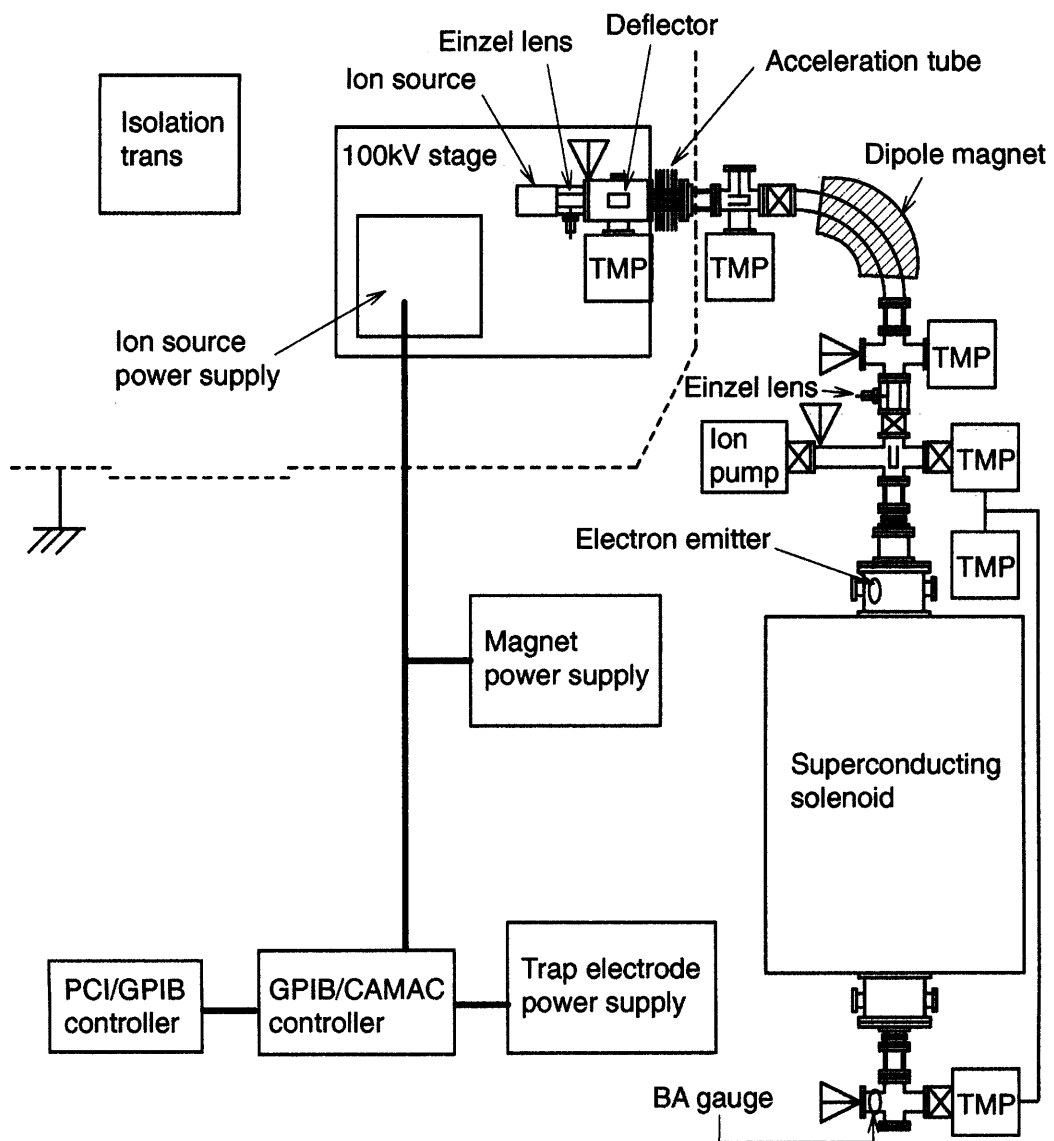 Deflector
Einzel lens
Ion source
Acceleration tube
Isolation
trans
100kV stage
Dipole magnet
TMP
TMP
Ion source
power supply
TMP
Einzel lens
Ion
pump
TMP
Electron emitter
TMP
Magnet
power supply
Superconducting
solenoid
PCI/GPIB
controller
GPIB/CAMAC
controller
Trap electrode
power supply
BA gauge
TMP